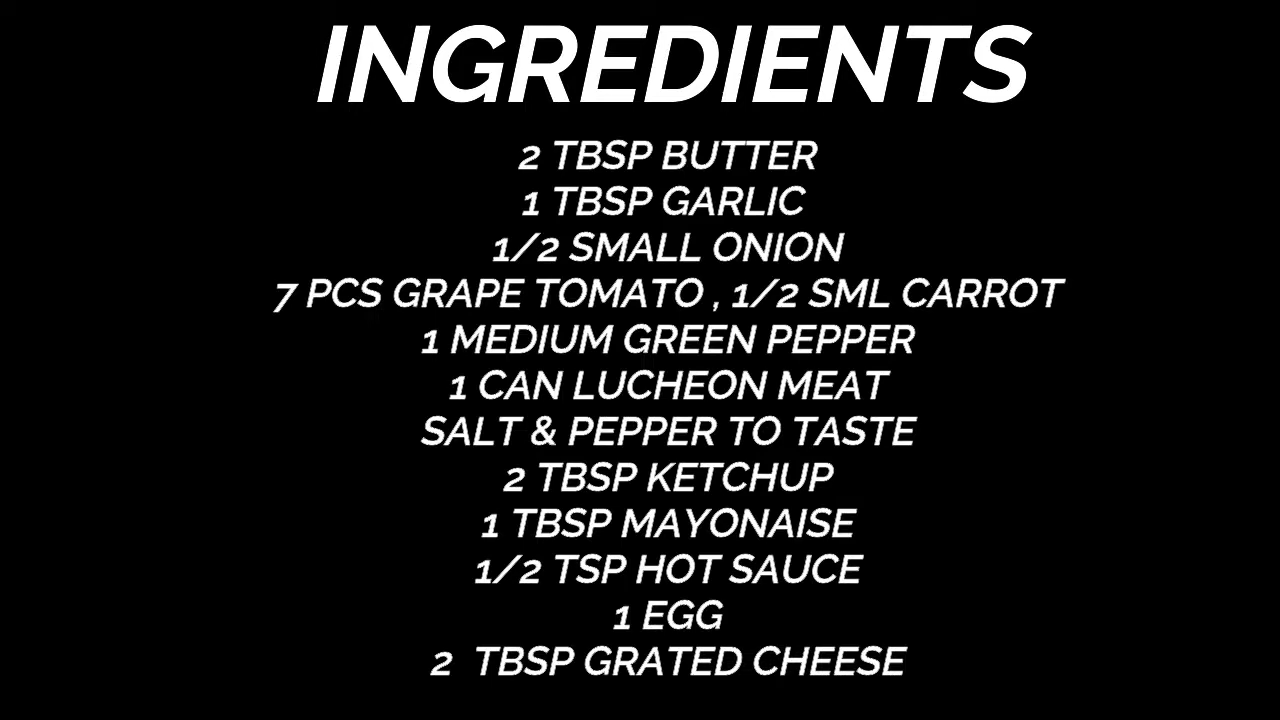 INGREDIENTS
2 TBSP BUTTER
1 TBSP GARLIC
1/2 SMALL ONION
7 PCS GRAPE TOMATO , 1/2 SML CARROT
1 MEDIUM GREEN PEPPER
1 CAN LUCHEON MEAT
SALT & PEPPER TO TASTE
2 TBSP KETCHUP
1 TBSP MAYONAISE
1/2 TSP HOT SAUCE
1 EGG
2 TBSP GRATED CHEESE